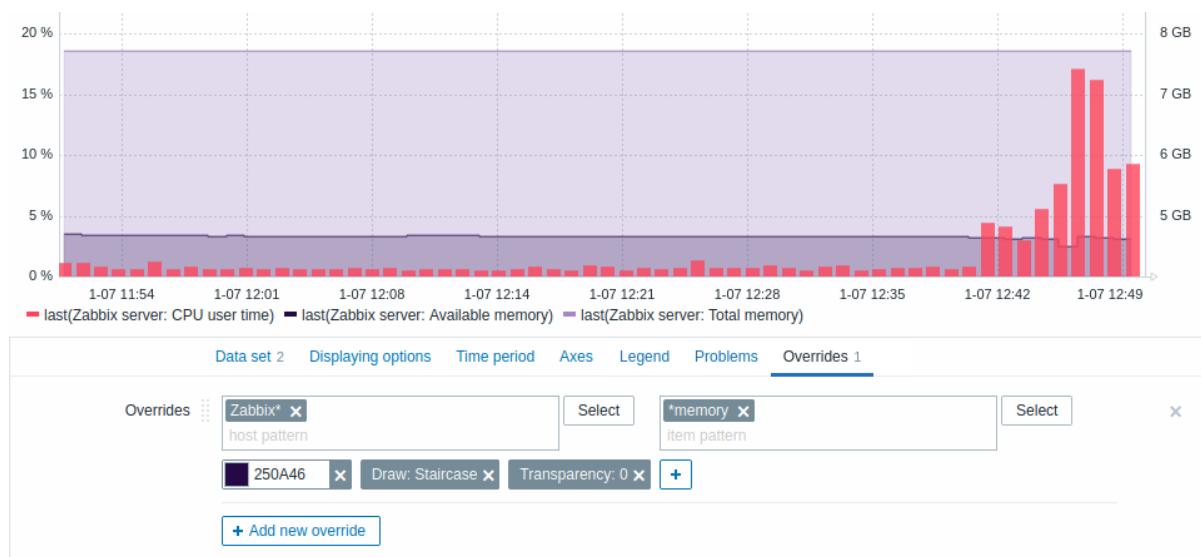 20 % 8 GB
15 % 7 GB
10 % 6 GB
5 % 5 GB
0 %
1-07 11:54 1-07 12:01 1-07 12:08 1-07 12:14 1-07 12:21 1-07 12:28 1-07 12:35 1-07 12:42 1-07 12:49
last(Zabbix server: CPU user time) last(Zabbix server: Available memory) last(Zabbix server: Total memory)
Data set 2 Displaying options Time period Axes Legend Problems Overrides 1
Overrides Zabbix* × Select *memory × Select ×
host pattern item pattern
250A46 × Draw: Staircase × Transparency: 0 × +
+ Add new override